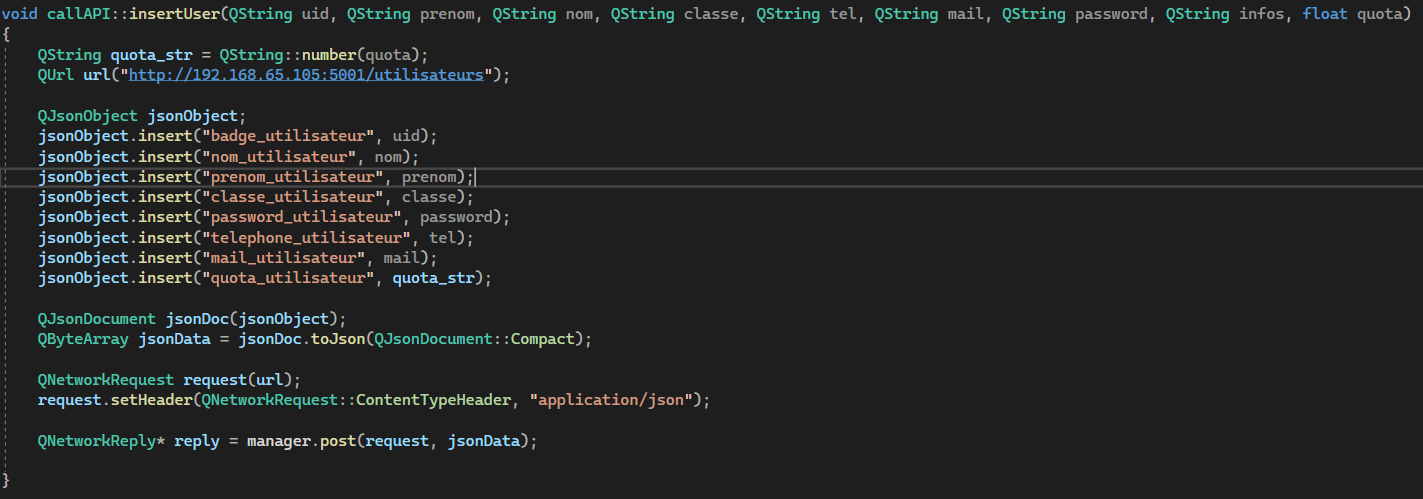 void callAPI::insertUser(QString uid, QString prenom, QString nom, QString classe, QString tel, QString mail, QString password, QString infos, float quota)
{
QString quota_str = QString::number(quota);
QUrl url("http://192.168.65.105:5001/utilisateurs");
QJsonObject jsonObject;
jsonObject.insert("badge_utilisateur", uid);
jsonObject.insert("nom_utilisateur", nom);
jsonObject.insert("prenom_utilisateur", prenom);
jsonObject.insert("classe_utilisateur", classe);
jsonObject.insert("password_utilisateur", password);
jsonObject.insert("telephone_utilisateur", tel);
jsonObject.insert("mail_utilisateur", mail);
jsonObject.insert("quota_utilisateur", quota_str);
QJsonDocument jsonDoc(jsonObject);
QByteArray jsonData = jsonDoc.toJson(QJsonDocument::Compact);
QNetworkRequest request(url);
request.setHeader(QNetworkRequest::ContentTypeHeader, "application/json");
QNetworkReply* reply = manager.post(request, jsonData);
}